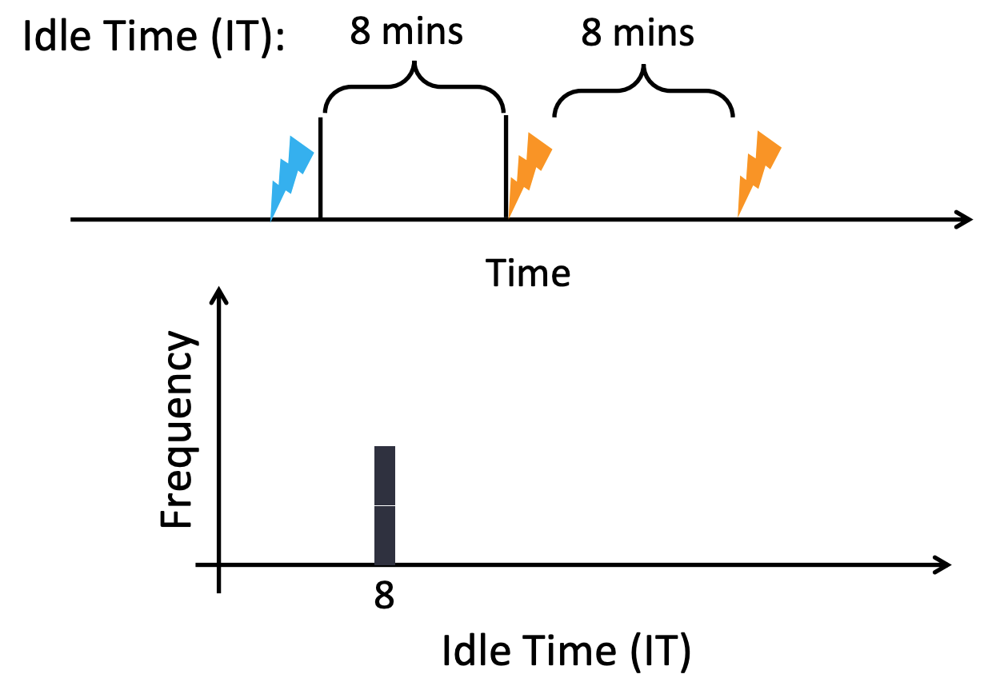 Idle Time (IT):
8 mins
8 mins
Time
Frequency
8
Idle Time (IT)